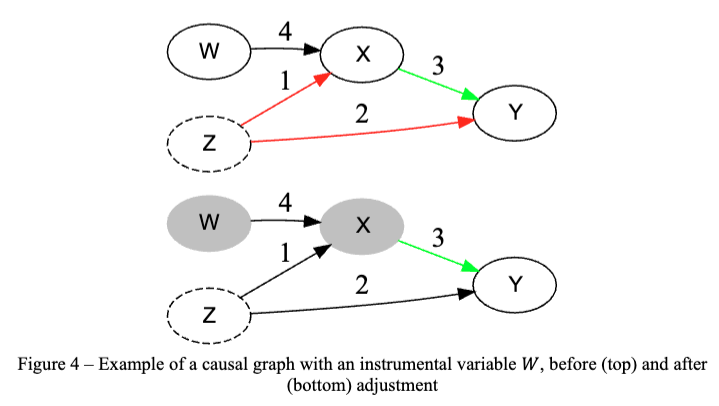 4
W
X
3
1
2
Y
Z
4
W
X
3
1
2
Y
Z
Figure 4 – Example of a causal graph with an instrumental variable W, before (top) and after
(bottom) adjustment